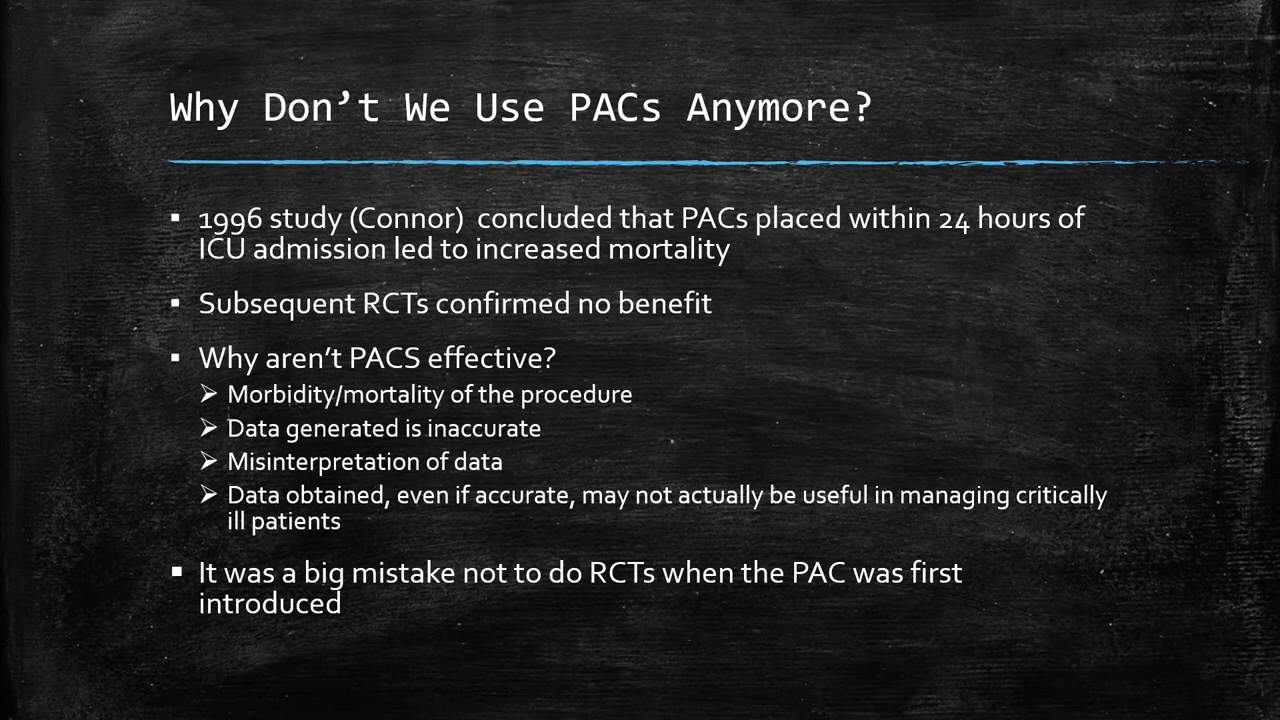 Why Don’t We Use PACs Anymore?
▪ 1996 study (Connor)  concluded that PACs placed within 24 hours of
ICU admission led to increased mortality
▪ Subsequent RCTs confirmed no benefit
▪ Why aren’t PACS effective?
➢ Morbidity/mortality of the procedure
➢ Data generated is inaccurate
➢ Misinterpretation of data
➢ Data obtained, even if accurate, may not actually be useful in managing critically
ill patients
▪ It was a big mistake not to do RCTs when the PAC was first
introduced